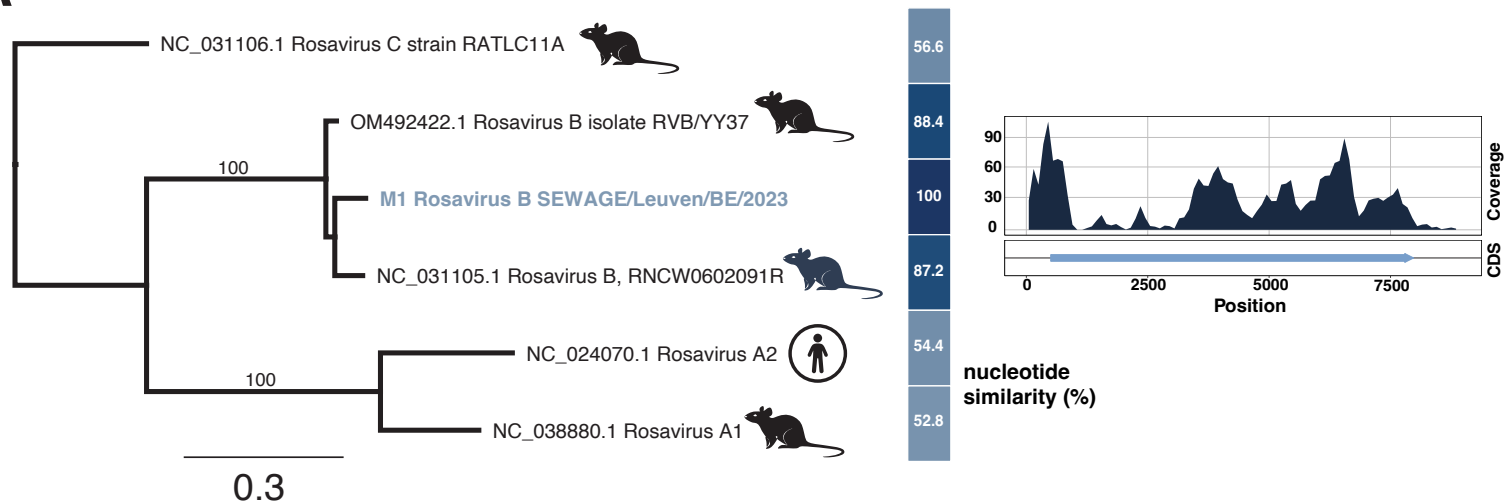 NC_031106.1 Rosavirus C strain RATLC11A
56.6
OM492422.1 Rosavirus B isolate RVB/YY37
88.4
100
M1 Rosavirus B SEWAGE/Leuven/BE/2023
100
NC_031105.1 Rosavirus B, RNCW0602091R
87.2
NC_024070.1 Rosavirus A2
54.4
100
NC_038880.1 Rosavirus A1
52.8
0.3
nucleotide
similarity (%)
90
60
30
0
Coverage
CDS
0 2500 5000 7500
Position